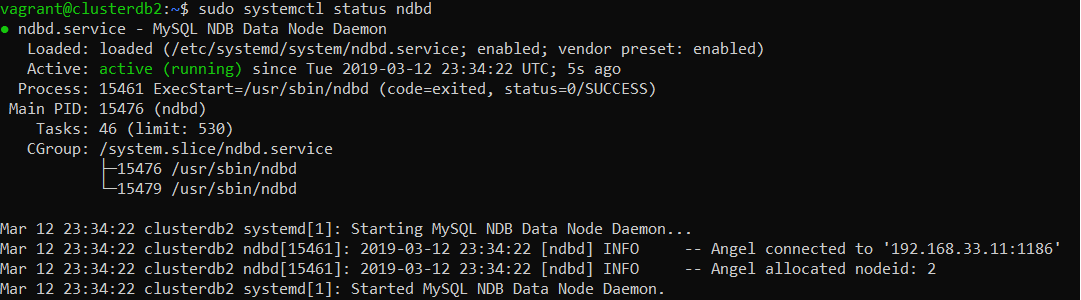 vagrant@clusterdb2:~$ sudo systemctl status ndbd
● ndbd.service - MySQL NDB Data Node Daemon
   Loaded: loaded (/etc/systemd/system/ndbd.service; enabled; vendor preset: enabled)
   Active: active (running) since Tue 2019-03-12 23:34:22 UTC; 5s ago
  Process: 15461 ExecStart=/usr/sbin/ndbd (code=exited, status=0/SUCCESS)
 Main PID: 15476 (ndbd)
    Tasks: 46 (limit: 530)
   CGroup: /system.slice/ndbd.service
           ├─15476 /usr/sbin/ndbd
           └─15479 /usr/sbin/ndbd

Mar 12 23:34:22 clusterdb2 systemd[1]: Starting MySQL NDB Data Node Daemon...
Mar 12 23:34:22 clusterdb2 ndbd[15461]: 2019-03-12 23:34:22 [ndbd] INFO     -- Angel connected to '192.168.33.11:1186'
Mar 12 23:34:22 clusterdb2 ndbd[15461]: 2019-03-12 23:34:22 [ndbd] INFO     -- Angel allocated nodeid: 2
Mar 12 23:34:22 clusterdb2 systemd[1]: Started MySQL NDB Data Node Daemon.